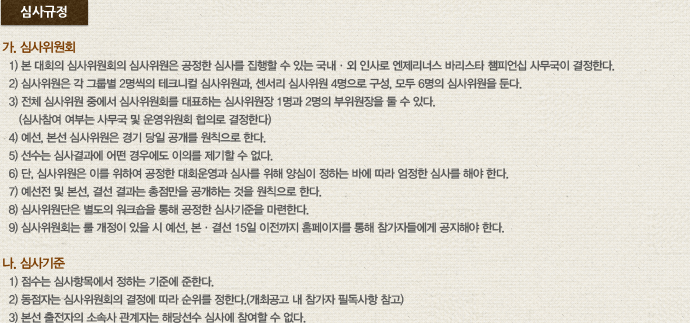 심사규정
가. 심사위원회
1) 본 대회의 심사위원회의 심사위원은 공정한 심사를 집행할 수 있는 국내 · 외 인사로 엔제리너스 바리스타 챔피언십 사무국이 결정한다.
2) 심사위원은 각 그룹별 2명씩의 테크니컬 심사위원과, 센서리 심사위원 4명으로 구성, 모두 6명의 심사위원을 둔다.
3) 전체 심사위원 중에서 심사위원회를 대표하는 심사위원장 1명과 2명의 부위원장을 둘 수 있다.
(심사참여 여부는 사무국 및 운영위원회 협의로 결정한다)
4) 예선, 본선 심사위원은 경기 당일 공개를 원칙으로 한다.
5) 선수는 심사결과에 어떤 경우에도 이의를 제기할 수 없다.
6) 단, 심사위원은 이를 위하여 공정한 대회운영과 심사를 위해 양심이 정하는 바에 따라 엄정한 심사를 해야 한다.
7) 예선전 및 본선, 결선 결과는 총점만을 공개하는 것을 원칙으로 한다.
8) 심사위원단은 별도의 워크숍을 통해 공정한 심사기준을 마련한다.
9) 심사위원회는 룰 개정이 있을 시 예선, 본 · 결선 15일 이전까지 홈페이지를 통해 참가자들에게 공지해야 한다.
나. 심사기준
1) 점수는 심사항목에서 정하는 기준에 준한다.
2) 동점자는 심사위원회의 결정에 따라 순위를 정한다.(개최공고 내 참가자 필독사항 참고)
3) 본선 출전자의 소속사 관계자는 해당선수 심사에 참여할 수 없다.